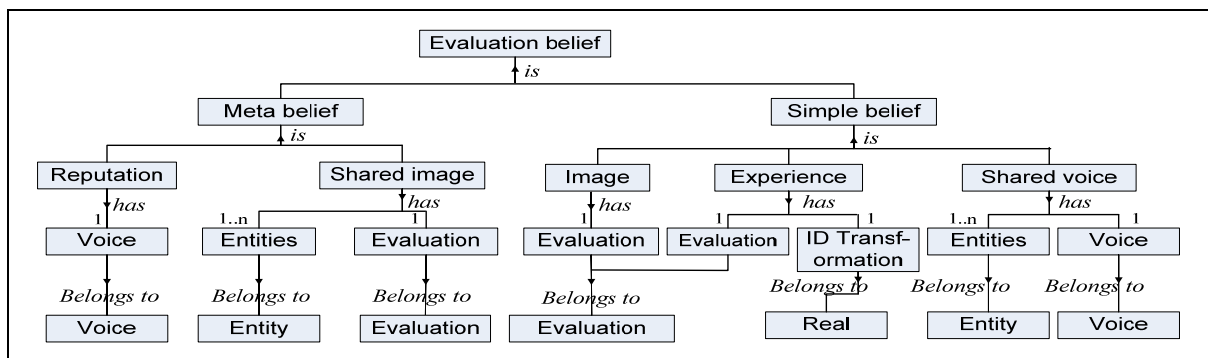 Evaluation belief
is
Meta belief
Simple belief
is
is
Reputation
Shared image
Image
Experience
Shared voice
has
has
has
has
has
1
1..n
1
1
1
1
1..n
1
Voice
Entities
Evaluation
Evaluation
Evaluation
ID Transf-
ormation
Entities
Voice
Belongs to
Belongs to
Belongs to
Belongs to
Belongs to
Belongs to
Belongs to
Voice
Entity
Evaluation
Evaluation
Real
Entity
Voice